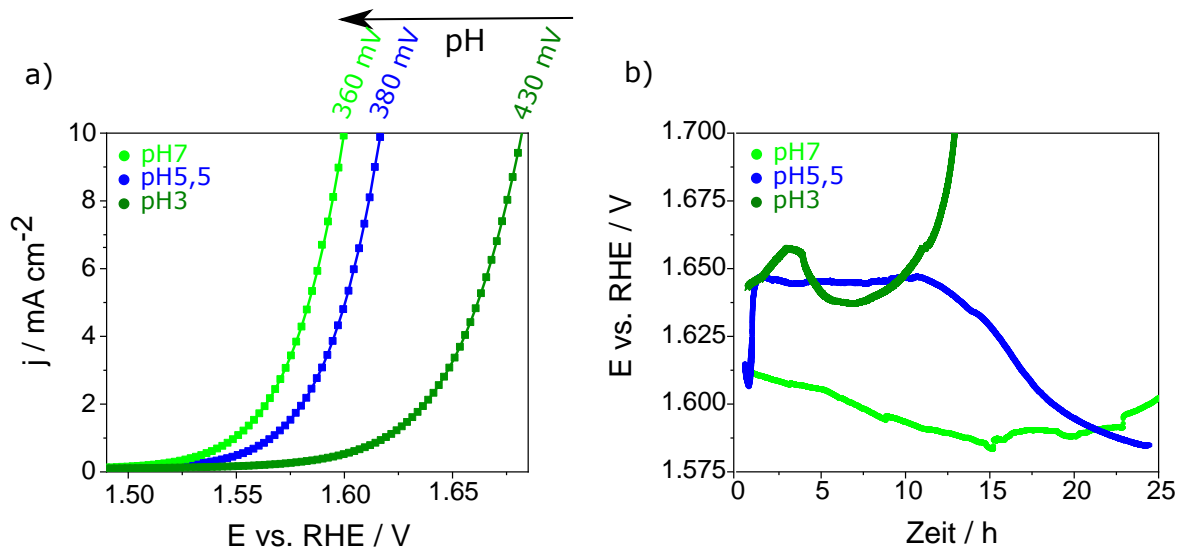 pH
a)
360 mV
380 mV
430 mV
10
8
6
4
2
0
pH7
pH5,5
pH3
j / mA cm-2
1.50
1.55
1.60
1.65
E vs. RHE / V
b)
1.700
1.675
1.650
1.625
1.600
1.575
pH7
pH5,5
pH3
E vs. RHE / V
0
5
10
15
20
25
Zeit / h